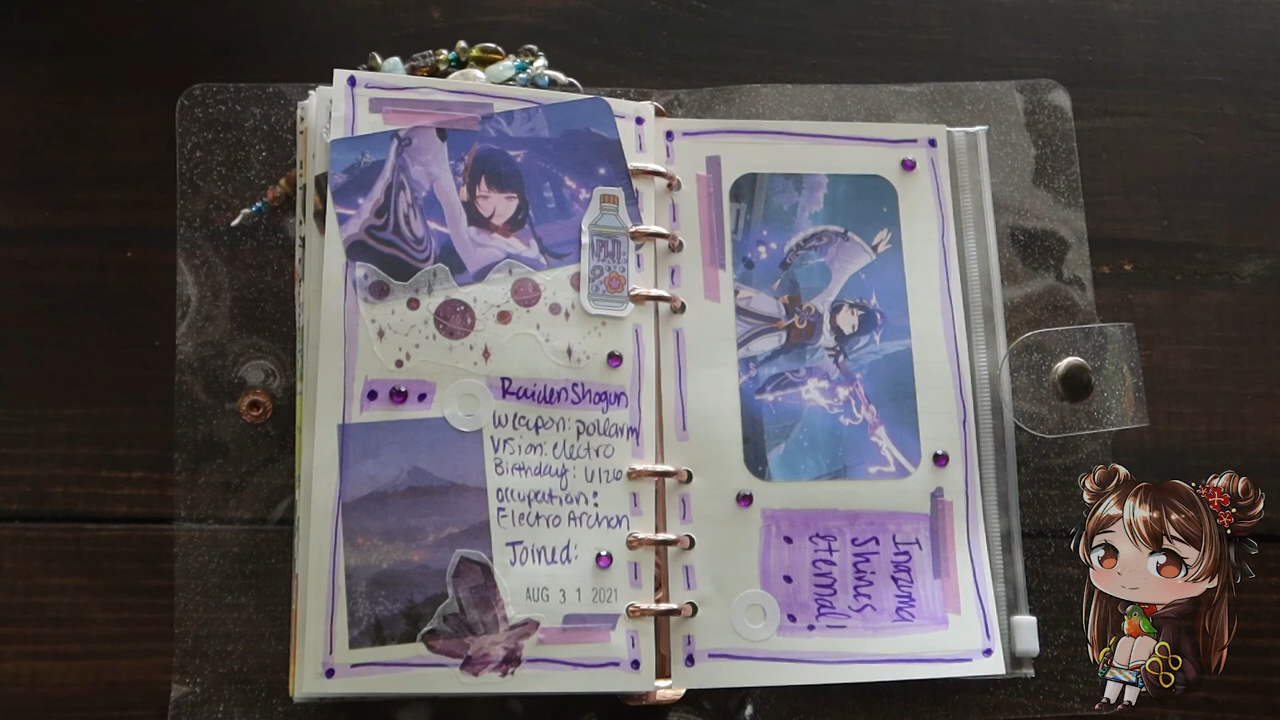 Raiden Shogun
Weapon: pollarm
Vision: electro
Birthday: 6/26
Occupation:
Electro Archon
Joined:
AUG 3 1 2021
Inazuma
Shines
Eternal!